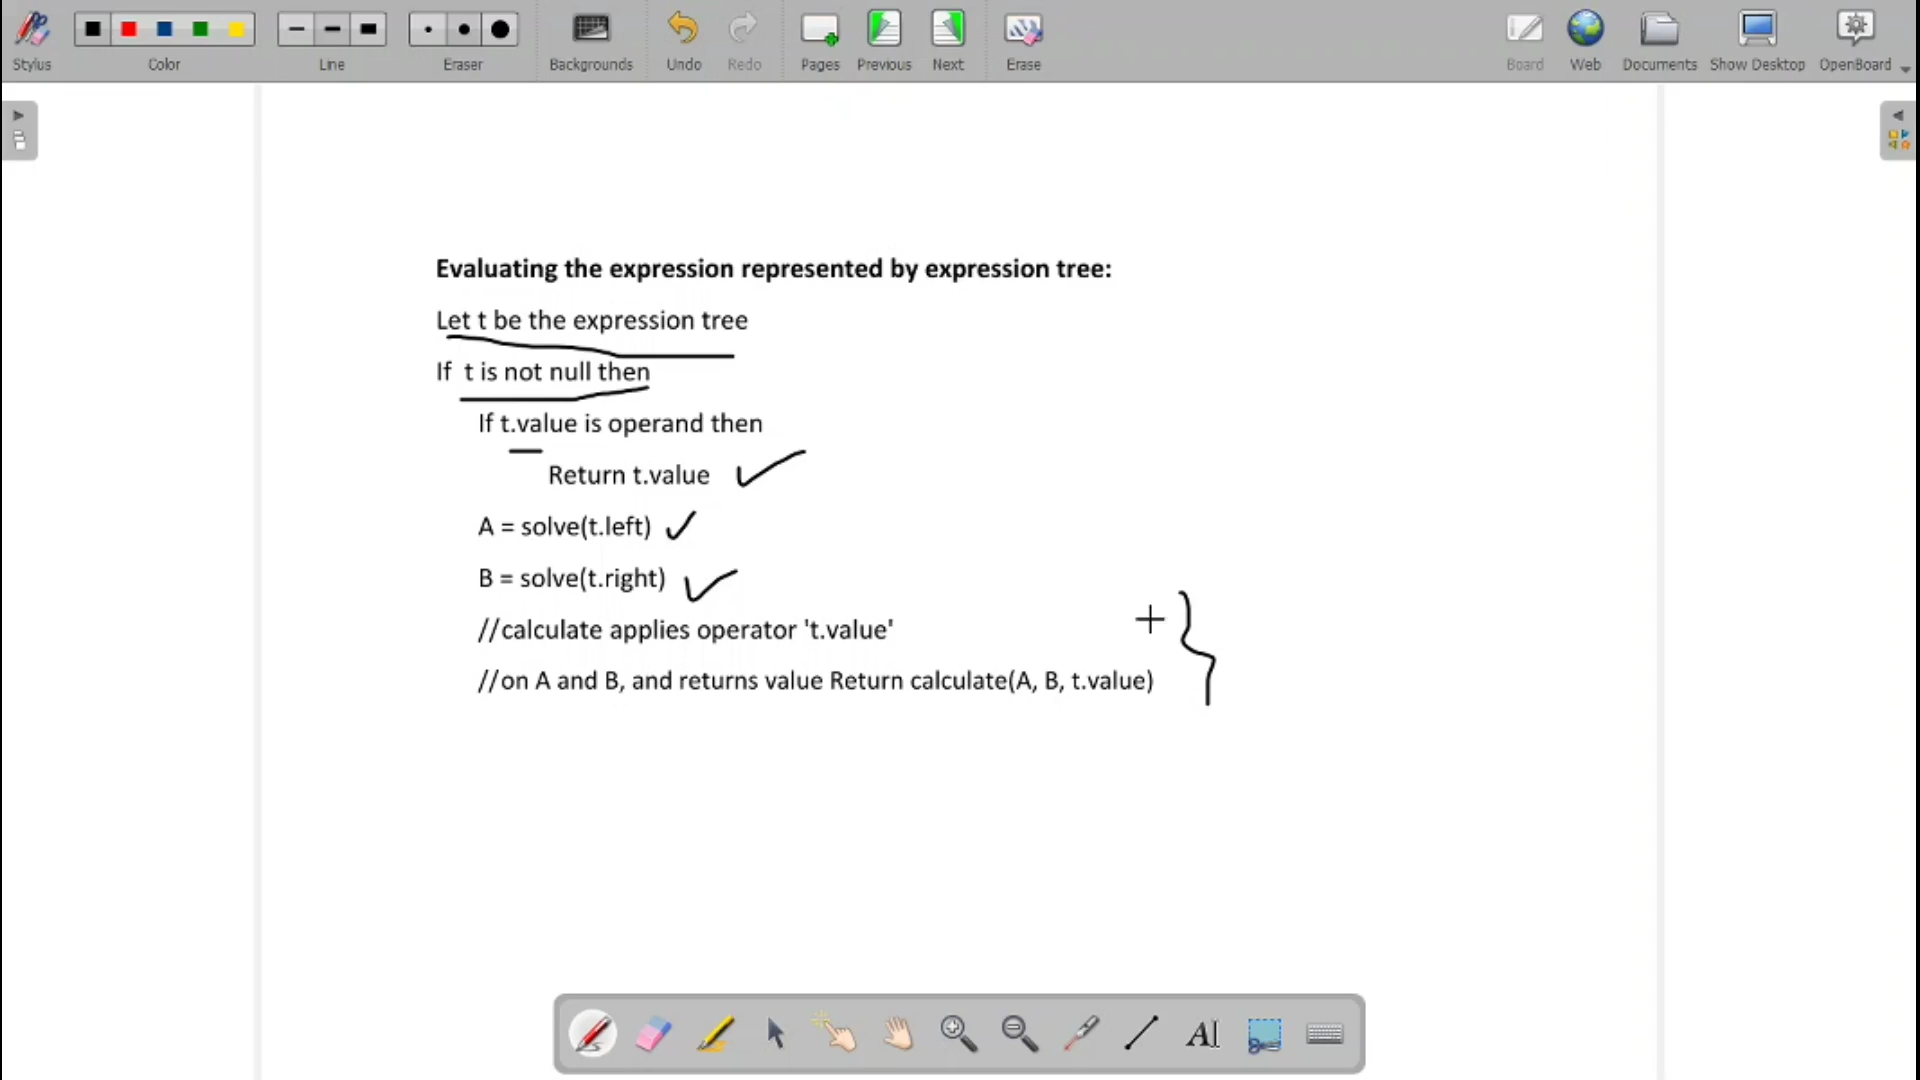 Stylus Color Line Eraser Backgrounds Undo Redo Pages Previous Next Erase Board Web Documents Show Desktop OpenBoard
Evaluating the expression represented by expression tree:
Let t be the expression tree
If t is not null then
If t.value is operand then
Return t.value
A = solve(t.left)
B = solve(t.right)
//calculate applies operator 't.value'
//on A and B, and returns value Return calculate(A, B, t.value)